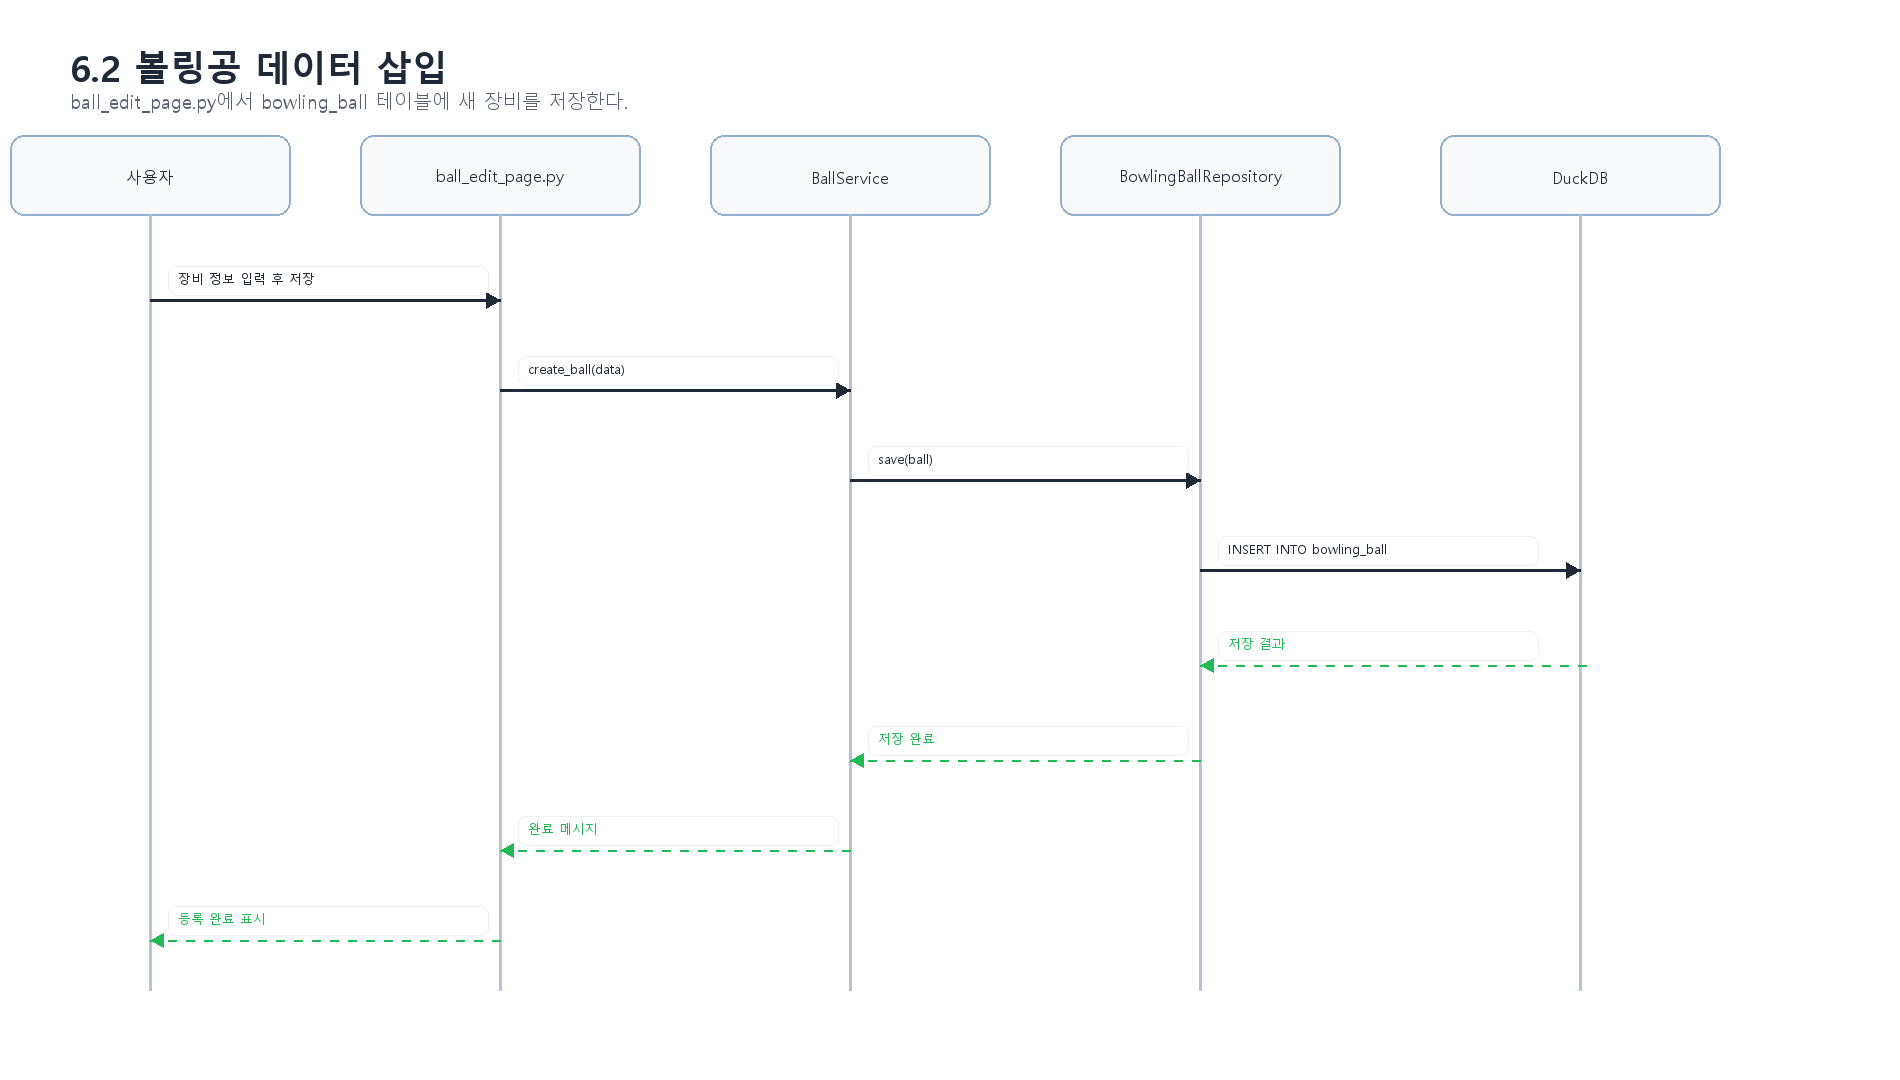 6.2 볼링공 데이터 삽입
ball_edit_page.py에서 bowling_ball 테이블에 새 장비를 저장한다.
사용자
ball_edit_page.py
BallService
BowlingBallRepository
DuckDB
장비 정보 입력 후 저장
create_ball(data)
save(ball)
INSERT INTO bowling_ball
저장 결과
저장 완료
완료 메시지
등록 완료 표시